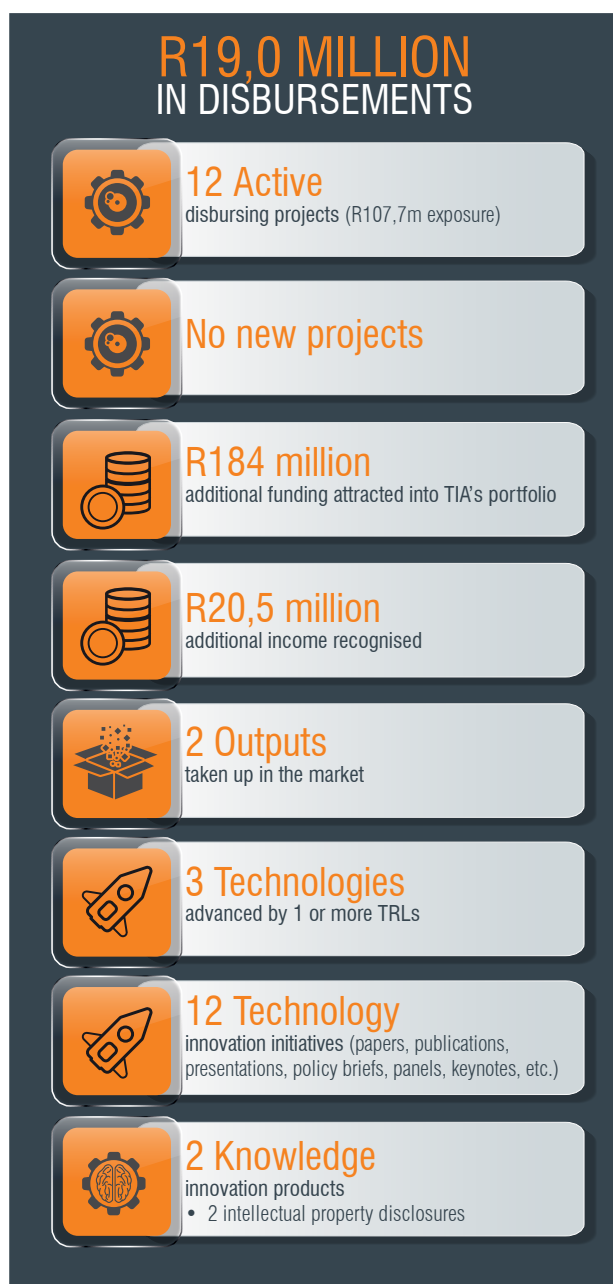 R19,0 MILLION
IN DISBURSEMENTS
12 Active
disbursing projects (R107,7m exposure)
No new projects
R184 million
additional funding attracted into TIA’s portfolio
R20,5 million
additional income recognised
2 Outputs
taken up in the market
3 Technologies
advanced by 1 or more TRLs
12 Technology
innovation initiatives (papers, publications,
presentations, policy briefs, panels, keynotes, etc.)
2 Knowledge
innovation products
• 2 intellectual property disclosures